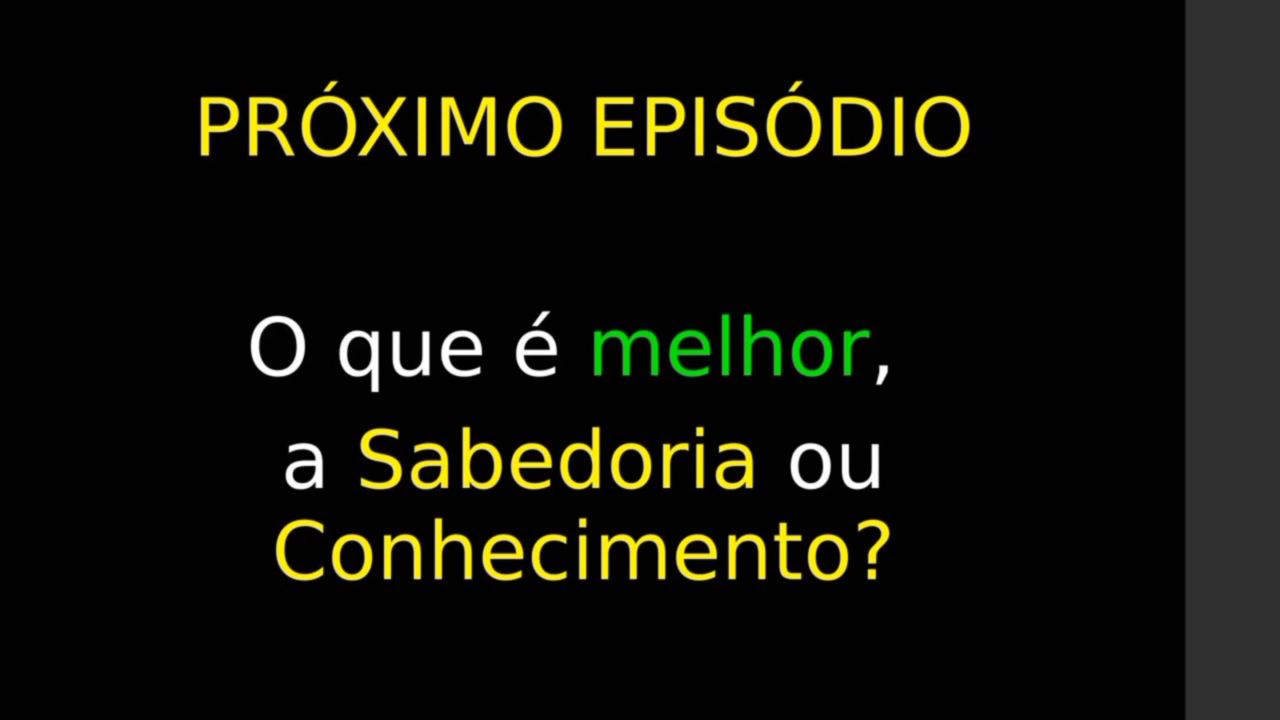 PRÓXIMO EPISÓDIO
O que é melhor,
a Sabedoria ou
Conhecimento?